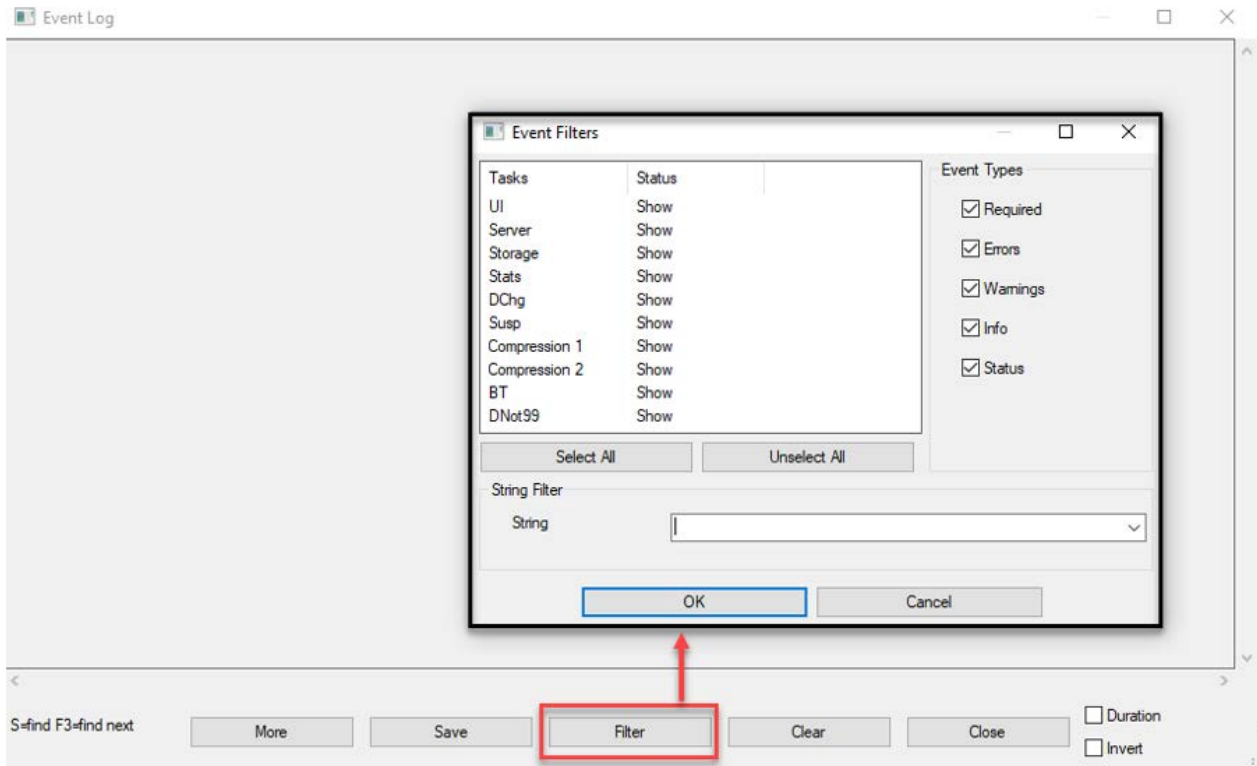 Event Log
Event Filters
Tasks Status
UI Show
Server Show
Storage Show
Stats Show
DChg Show
Susp Show
Compression 1 Show
Compression 2 Show
BT Show
DNot99 Show
Select All Unselect All
Event Types
Required
Errors
Warnings
Info
Status
String Filter
String
OK Cancel
S=find F3=find next More Save Filter Clear Close
Duration
Invert